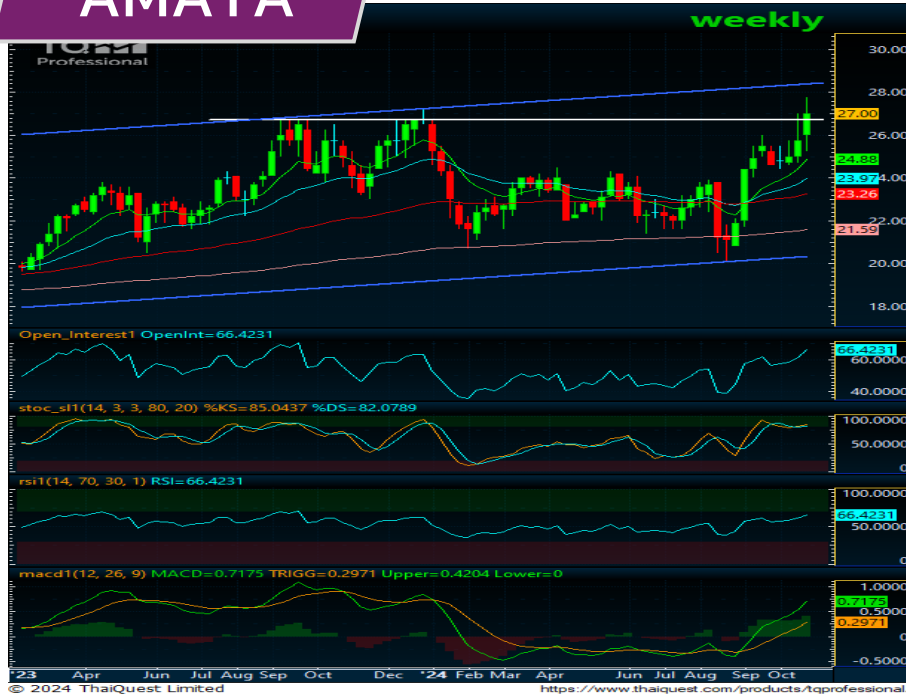 AMATA
weekly
TQ
Professional
30.00
28.00
27.00
26.00
24.88
23.97
4.00
23.26
22.00
21.59
20.00
18.00
Open_Interest1 OpenInt=66.4231
66.4231
60.0000
40.0000
stoc_sl1(14, 3, 3, 80, 20) %KS=85.0437 %DS=82.0789
100.0000
50.0000
0
rsi1(14, 70, 30, 1) RSI=66.4231
100.0000
66.4231
50.0000
0
macd1(12, 26, 9) MACD=0.7175 TRIGG=0.2971 Upper=0.4204 Lower=0
1.0000
0.7175
0.5000
0.2971
0
-0.5000
'23 Apr Jun Jul Aug Sep Oct Dec '24 Feb Mar Apr Jun Jul Aug Sep Oct
© 2024 ThaiQuest Limited https://www.thaiquest.com/products/tqprofessional